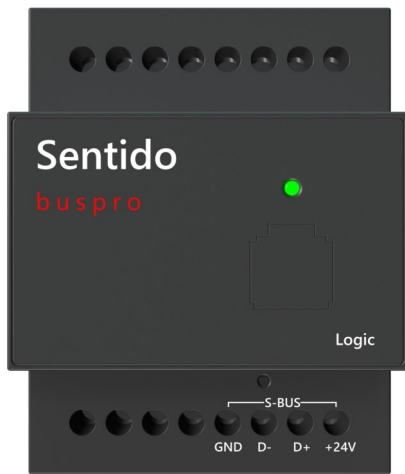 Sentido
buspro
Logic
S-BUS
GND D- D+ +24V